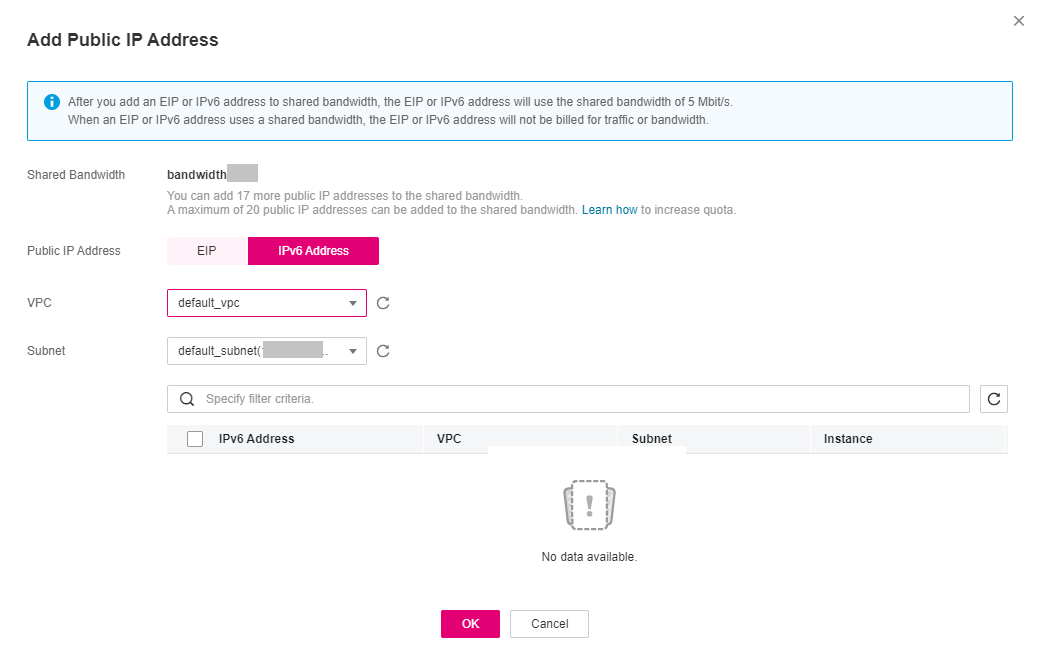 Add Public IP Address
After you add an EIP or IPv6 address to shared bandwidth, the EIP or IPv6 address will use the shared bandwidth of 5 Mbit/s.
When an EIP or IPv6 address uses a shared bandwidth, the EIP or IPv6 address will not be billed for traffic or bandwidth.
Shared Bandwidth bandwidth
You can add 17 more public IP addresses to the shared bandwidth.
A maximum of 20 public IP addresses can be added to the shared bandwidth. Learn how to increase quota.
Public IP Address EIP IPv6 Address
VPC default_vpc
Subnet default_subnet( ..
Specify filter criteria.
IPv6 Address VPC Subnet Instance
No data available.
OK Cancel